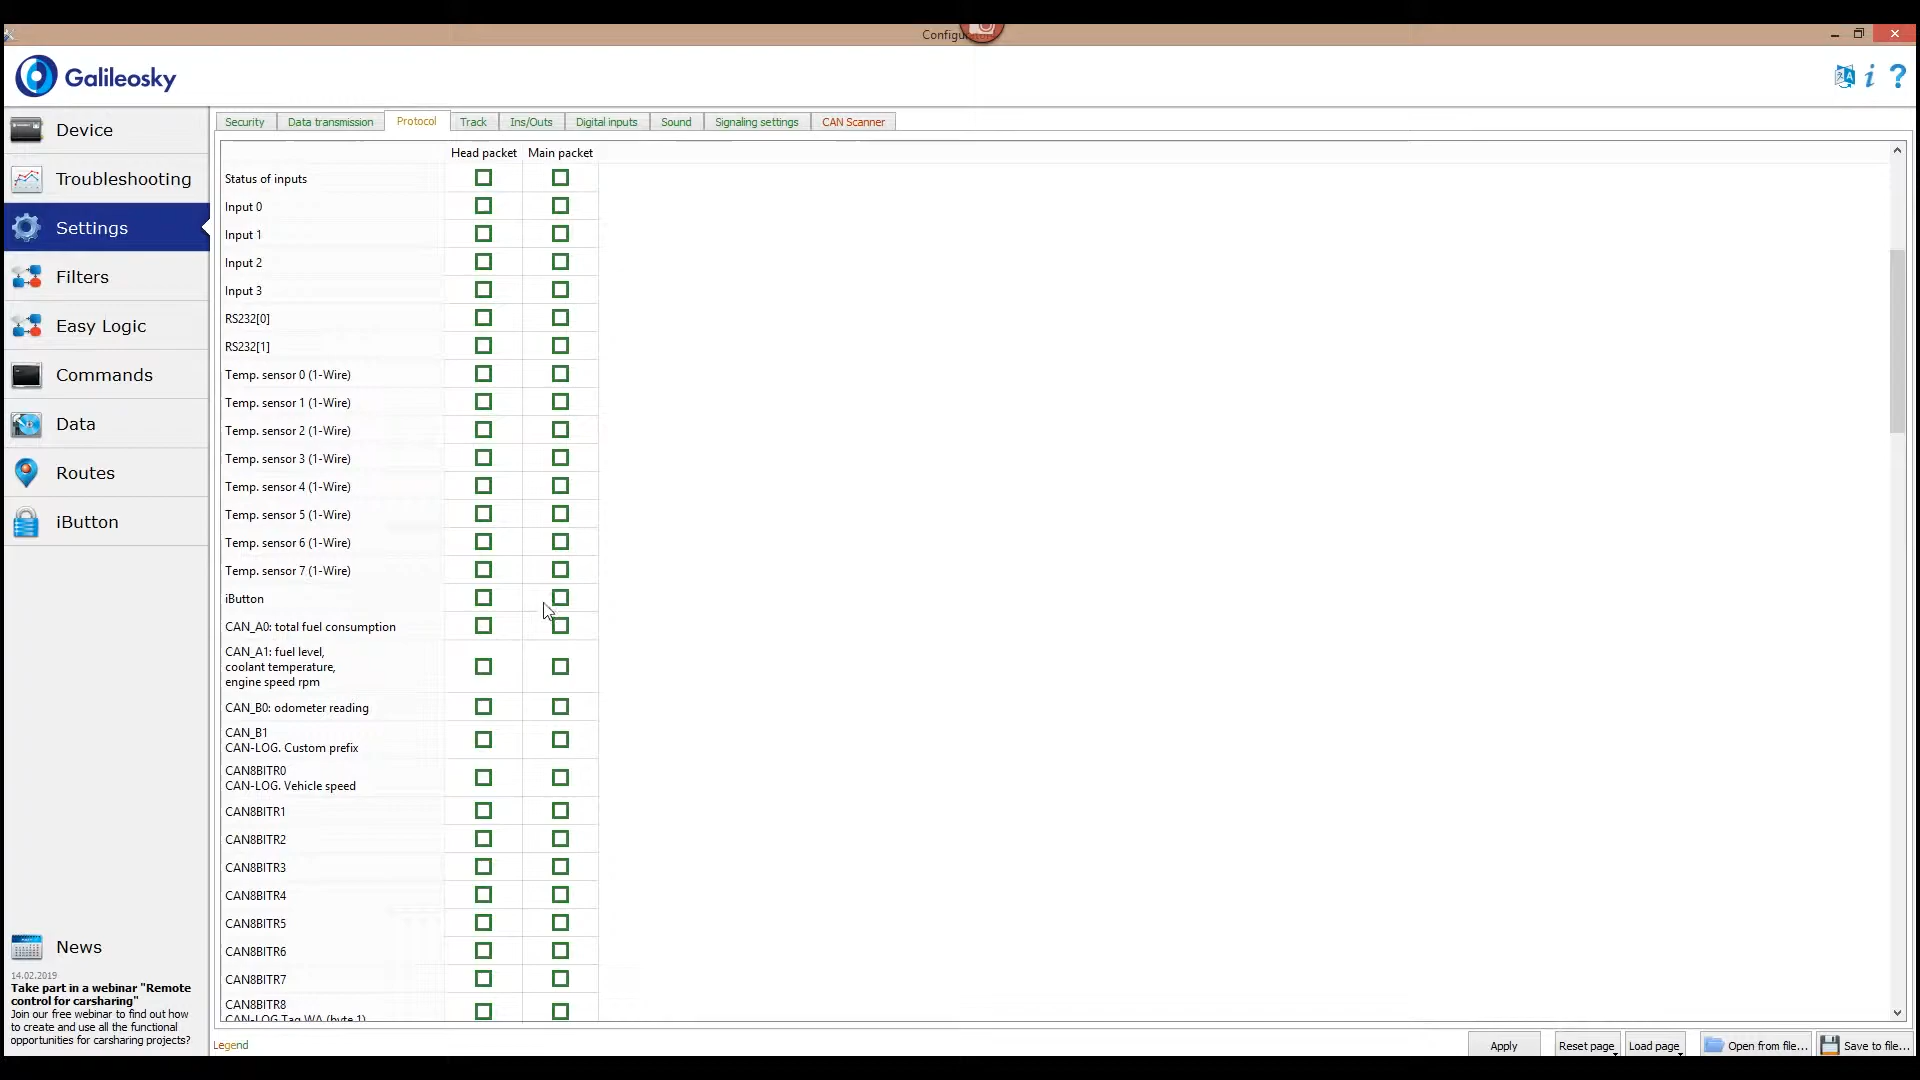 Configu
Galileosky
Device
Troubleshooting
Settings
Filters
Easy Logic
Commands
Data
Routes
iButton
News
14.02.2019
Take part in a webinar "Remote
control for carsharing"
Join our free webinar to find out how
to create and use all the functional
opportunities for carsharing projects?
Security Data transmission Protocol Track Ins/Outs Digital inputs Sound Signaling settings CAN Scanner
Head packet Main packet
Status of inputs
Input 0
Input 1
Input 2
Input 3
RS232[0]
RS232[1]
Temp. sensor 0 (1-Wire)
Temp. sensor 1 (1-Wire)
Temp. sensor 2 (1-Wire)
Temp. sensor 3 (1-Wire)
Temp. sensor 4 (1-Wire)
Temp. sensor 5 (1-Wire)
Temp. sensor 6 (1-Wire)
Temp. sensor 7 (1-Wire)
iButton
CAN_A0: total fuel consumption
CAN_A1: fuel level,
coolant temperature,
engine speed rpm
CAN_B0: odometer reading
CAN_B1
CAN-LOG. Custom prefix
CAN8BITR0
CAN-LOG. Vehicle speed
CAN8BITR1
CAN8BITR2
CAN8BITR3
CAN8BITR4
CAN8BITR5
CAN8BITR6
CAN8BITR7
CAN8BITR8
CAN-LOG Tag WA (byte 1)
Legend
Apply Reset page Load page Open from file... Save to file...